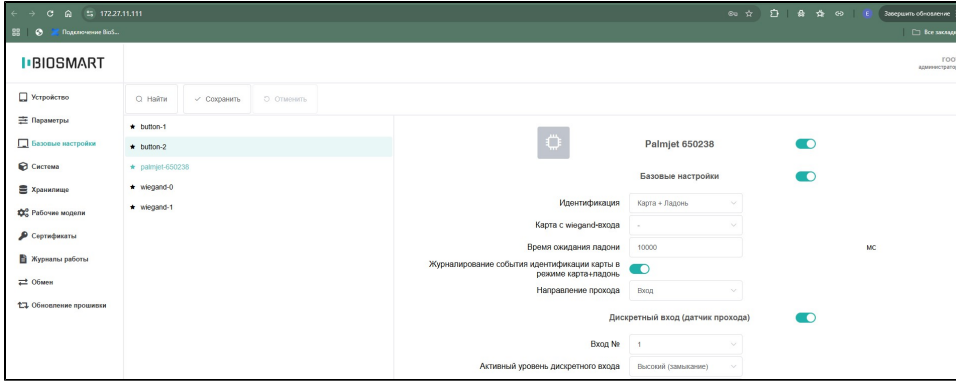 172.27.11.111
E
Завершить обновление
Подключение BioS...
Все заклад
BIOSMART
администратор
Устройство
Параметры
Базовые настройки
Система
Хранилище
Рабочие модели
Сертификаты
Журналы работы
Обмен
Обновление прошивки
Найти
Сохранить
Отменить
button-1
button-2
palmjet-650238
wiegand-0
wiegand-1
Palmjet 650238
Базовые настройки
Идентификация
Карта + Ладонь
Карта с wiegand-входа
-
Время ожидания ладони
10000
мс
Журналирование события идентификации карты в
режиме карта+ладонь
Направление прохода
Вход
Дискретный вход (датчик прохода)
Вход №
1
Активный уровень дискретного входа
Высокий (замыкание)